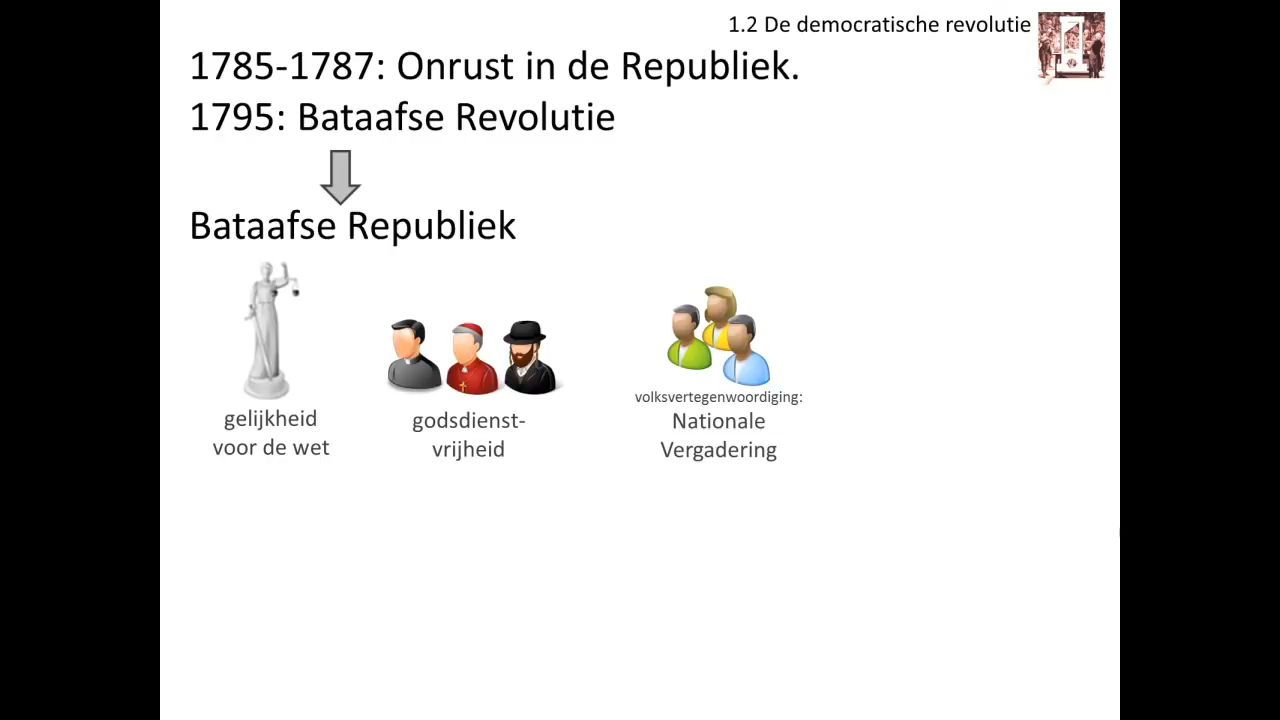 1.2 De democratische revolutie
1785-1787: Onrust in de Republiek.
1795: Bataafse Revolutie
Bataafse Republiek
gelijkheid
voor de wet
godsdienst-
vrijheid
volksvertegenwoordiging:
Nationale
Vergadering